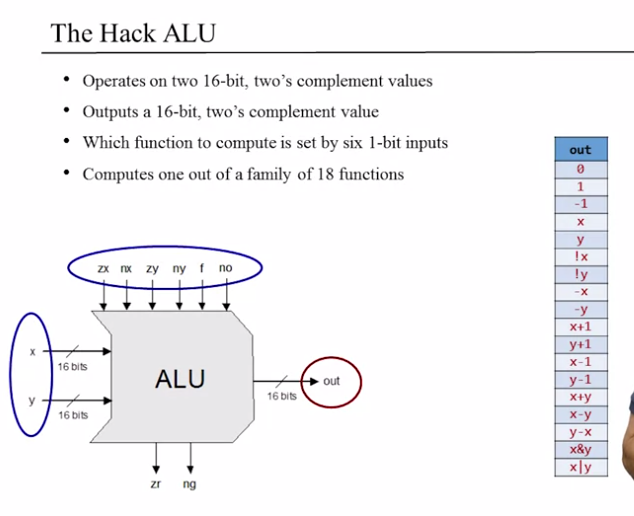 The Hack ALU
• Operates on two 16-bit, two's complement values
• Outputs a 16-bit, two's complement value
• Which function to compute is set by six 1-bit inputs
• Computes one out of a family of 18 functions
zx nx zy ny f no
x
16 bits
y
16 bits
ALU
16 bits
out
zr ng
out
0
1
-1
x
y
!x
!y
-x
-y
x+1
y+1
x-1
y-1
x+y
x-y
y-x
x&y
x|y